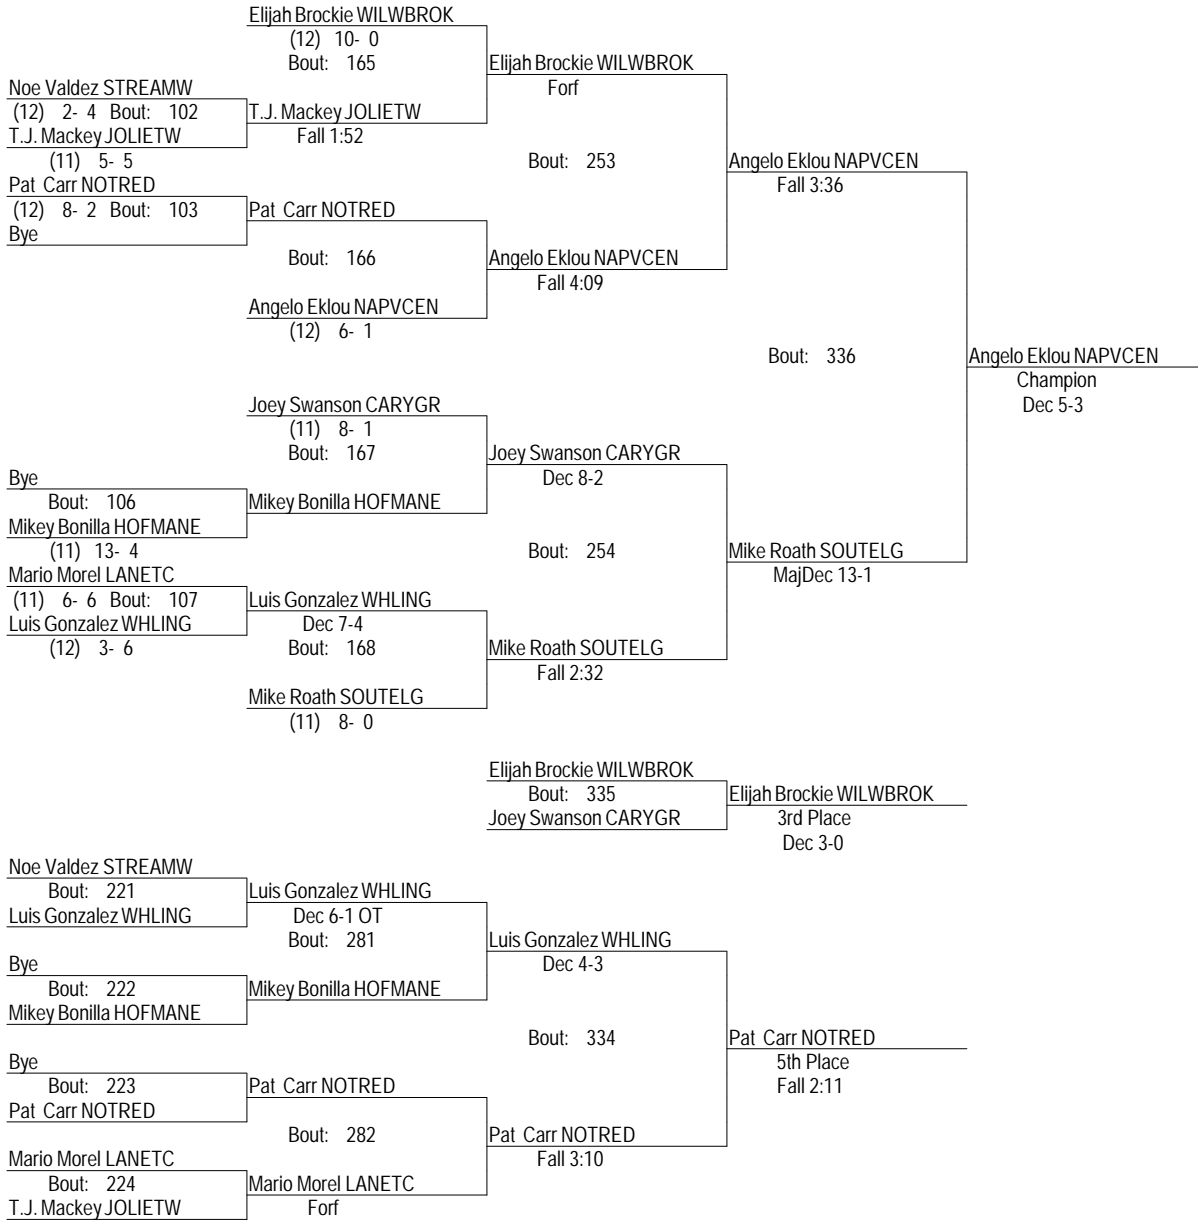 Elijah Brockie WILWBROK
(12) 10- 0
Bout: 165
Elijah Brockie WILWBROK
Noe Valdez STREAMW
Forf
(12) 2- 4 Bout: 102
T.J. Mackey JOLIETW
T.J. Mackey JOLIETW
Fall 1:52
(11) 5- 5
Bout: 253
Angelo Eklou NAPVCEN
Pat Carr NOTRED
Fall 3:36
(12) 8- 2 Bout: 103
Pat Carr NOTRED
Bye
Bout: 166
Angelo Eklou NAPVCEN
Fall 4:09
Angelo Eklou NAPVCEN
(12) 6- 1
Bout: 336
Angelo Eklou NAPVCEN
Champion
Dec 5-3
Joey Swanson CARYGR
(11) 8- 1
Bout: 167
Joey Swanson CARYGR
Bye
Dec 8-2
Bout: 106
Mikey Bonilla HOFMANE
Mikey Bonilla HOFMANE
(11) 13- 4
Bout: 254
Mike Roath SOUTELG
Mario Morel LANETC
MajDec 13-1
(11) 6- 6 Bout: 107
Luis Gonzalez WHLING
Luis Gonzalez WHLING
Dec 7-4
(12) 3- 6
Bout: 168
Mike Roath SOUTELG
Fall 2:32
Mike Roath SOUTELG
(11) 8- 0
Elijah Brockie WILWBROK
Bout: 335
Elijah Brockie WILWBROK
Joey Swanson CARYGR
3rd Place
Dec 3-0
Noe Valdez STREAMW
Bout: 221
Luis Gonzalez WHLING
Luis Gonzalez WHLING
Dec 6-1 OT
Bout: 281
Luis Gonzalez WHLING
Bye
Dec 4-3
Bout: 222
Mikey Bonilla HOFMANE
Mikey Bonilla HOFMANE
Bout: 334
Pat Carr NOTRED
Bye
5th Place
Bout: 223
Pat Carr NOTRED
Fall 2:11
Pat Carr NOTRED
Bout: 282
Pat Carr NOTRED
Mario Morel LANETC
Fall 3:10
Bout: 224
Mario Morel LANETC
T.J. Mackey JOLIETW
Forf